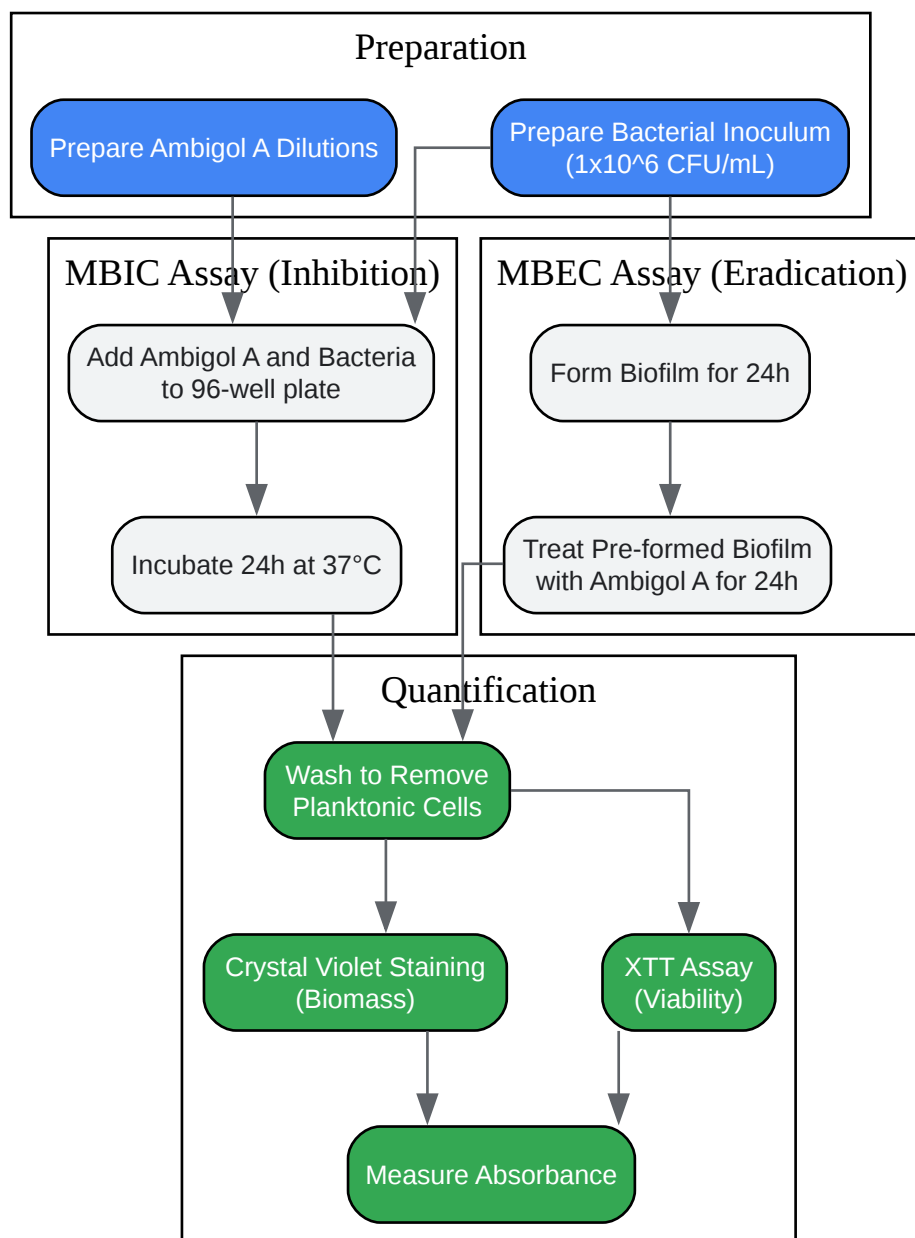 Preparation
Prepare Ambigol A Dilutions
Prepare Bacterial Inoculum
(1x10^6 CFU/mL)
MBIC Assay (Inhibition)
Add Ambigol A and Bacteria
to 96-well plate
Incubate 24h at 37°C
MBEC Assay (Eradication)
Form Biofilm for 24h
Treat Pre-formed Biofilm
with Ambigol A for 24h
Quantification
Wash to Remove
Planktonic Cells
Crystal Violet Staining
(Biomass)
XTT Assay
(Viability)
Measure Absorbance